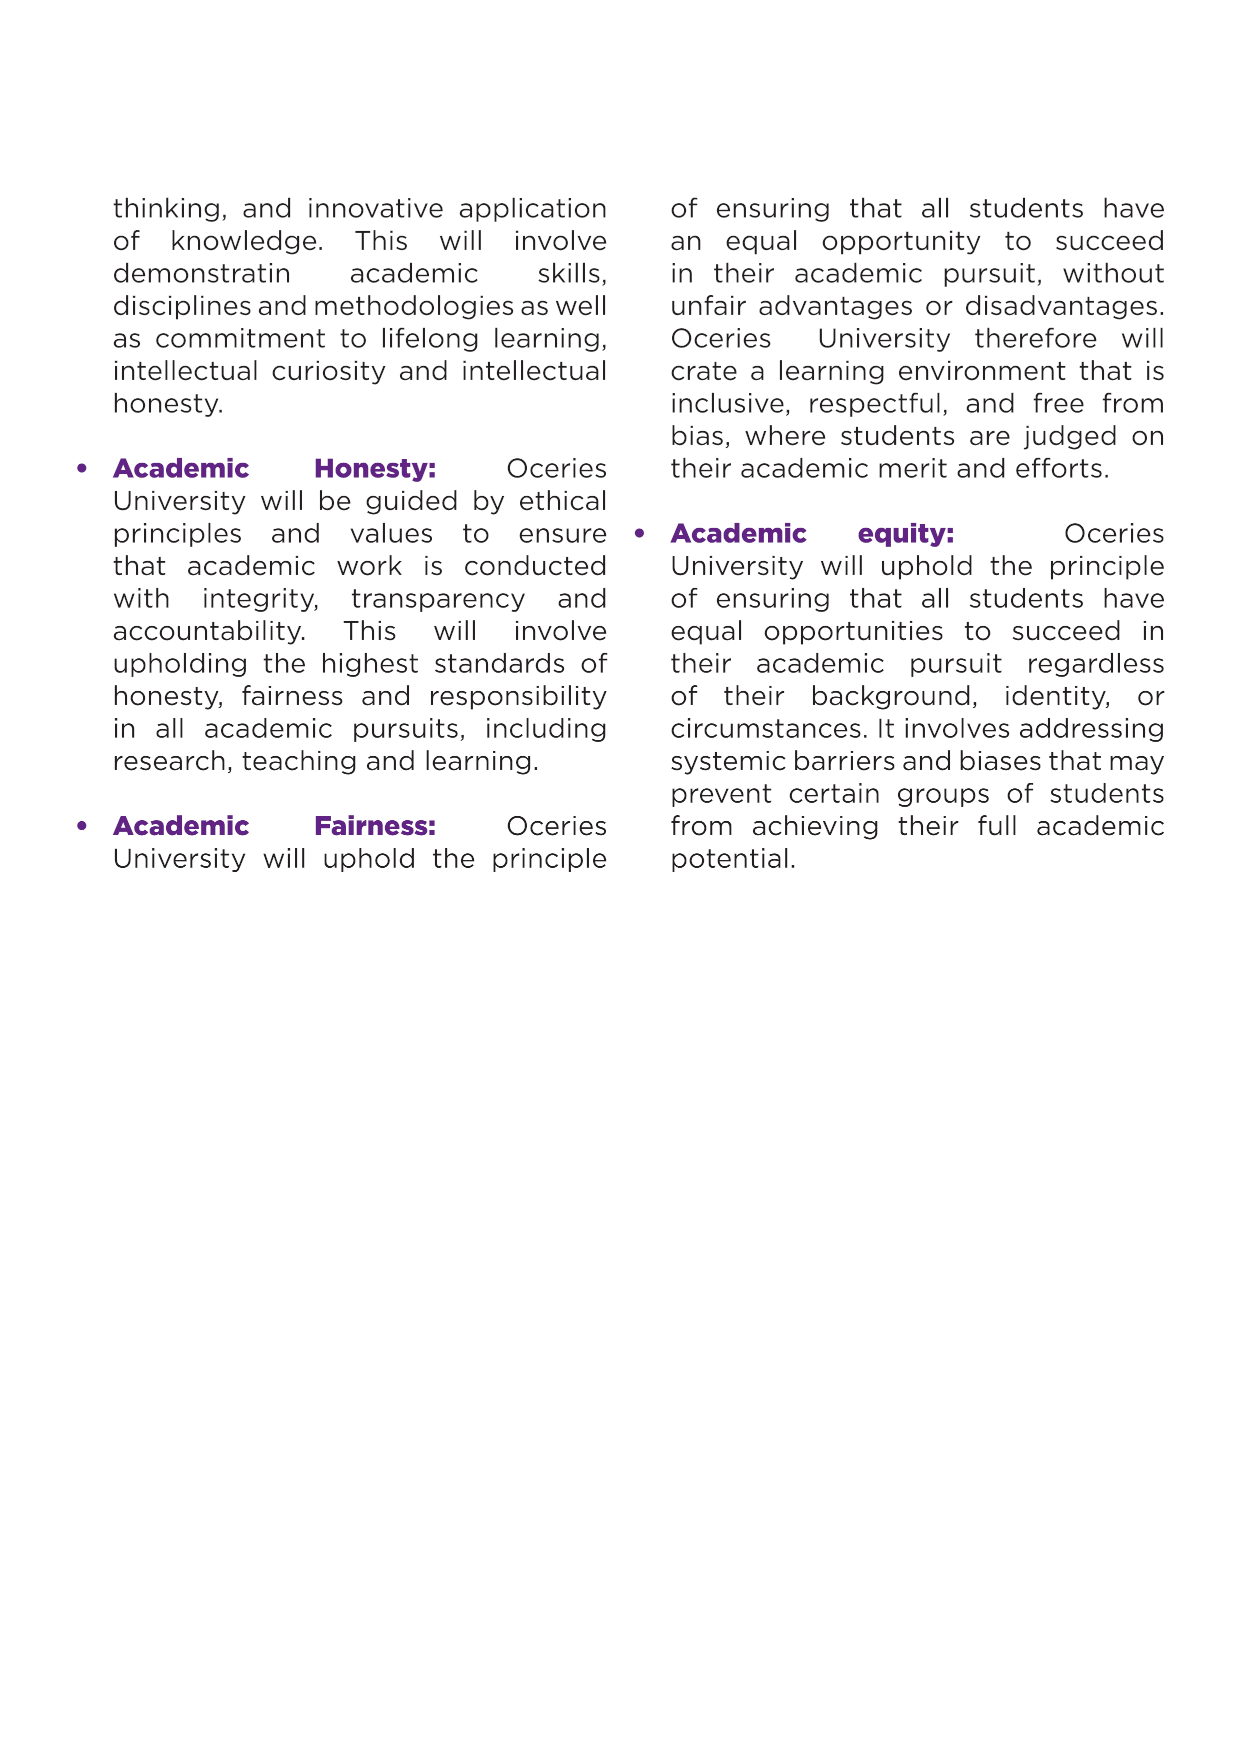 thinking, and innovative application
of knowledge. This will involve
demonstratin academic skills,
disciplines and methodologies as well
as commitment to lifelong learning,
intellectual curiosity and intellectual
honesty.
• Academic Honesty: Oceries
University will be guided by ethical
principles and values to ensure
that academic work is conducted
with integrity, transparency and
accountability. This will involve
upholding the highest standards of
honesty, fairness and responsibility
in all academic pursuits, including
research, teaching and learning.
• Academic Fairness: Oceries
University will uphold the principle
of ensuring that all students have
an equal opportunity to succeed
in their academic pursuit, without
unfair advantages or disadvantages.
Oceries University therefore will
crate a learning environment that is
inclusive, respectful, and free from
bias, where students are judged on
their academic merit and efforts.
• Academic equity: Oceries
University will uphold the principle
of ensuring that all students have
equal opportunities to succeed in
their academic pursuit regardless
of their background, identity, or
circumstances. It involves addressing
systemic barriers and biases that may
prevent certain groups of students
from achieving their full academic
potential.